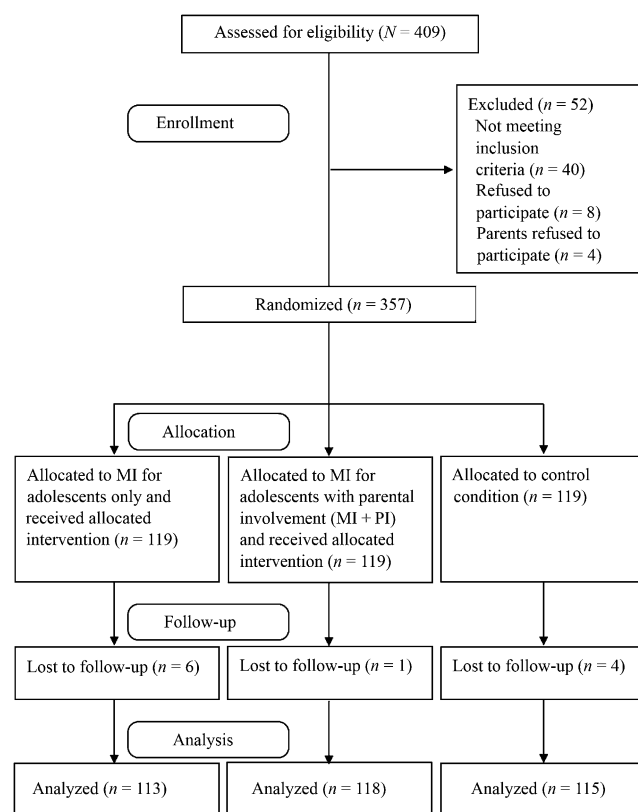 Assessed for eligibility (N = 409)
Enrollment
Excluded (n = 52)
Not meeting
inclusion
criteria (n = 40)
Refused to
participate (n = 8)
Parents refused to
participate (n = 4)
Randomized (n = 357)
Allocation
Allocated to MI for
adolescents only and
received allocated
intervention (n = 119)
Allocated to MI for
adolescents with parental
involvement (MI + PI)
and received allocated
intervention (n = 119)
Allocated to control
condition (n = 119)
Follow-up
Lost to follow-up (n = 6)
Lost to follow-up (n = 1)
Lost to follow-up (n = 4)
Analysis
Analyzed (n = 113)
Analyzed (n = 118)
Analyzed (n = 115)